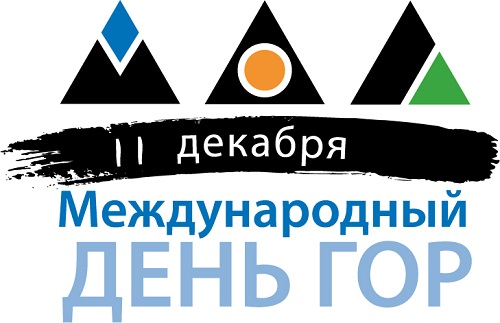 11 декабря
Международный
ДЕНЬ ГОР